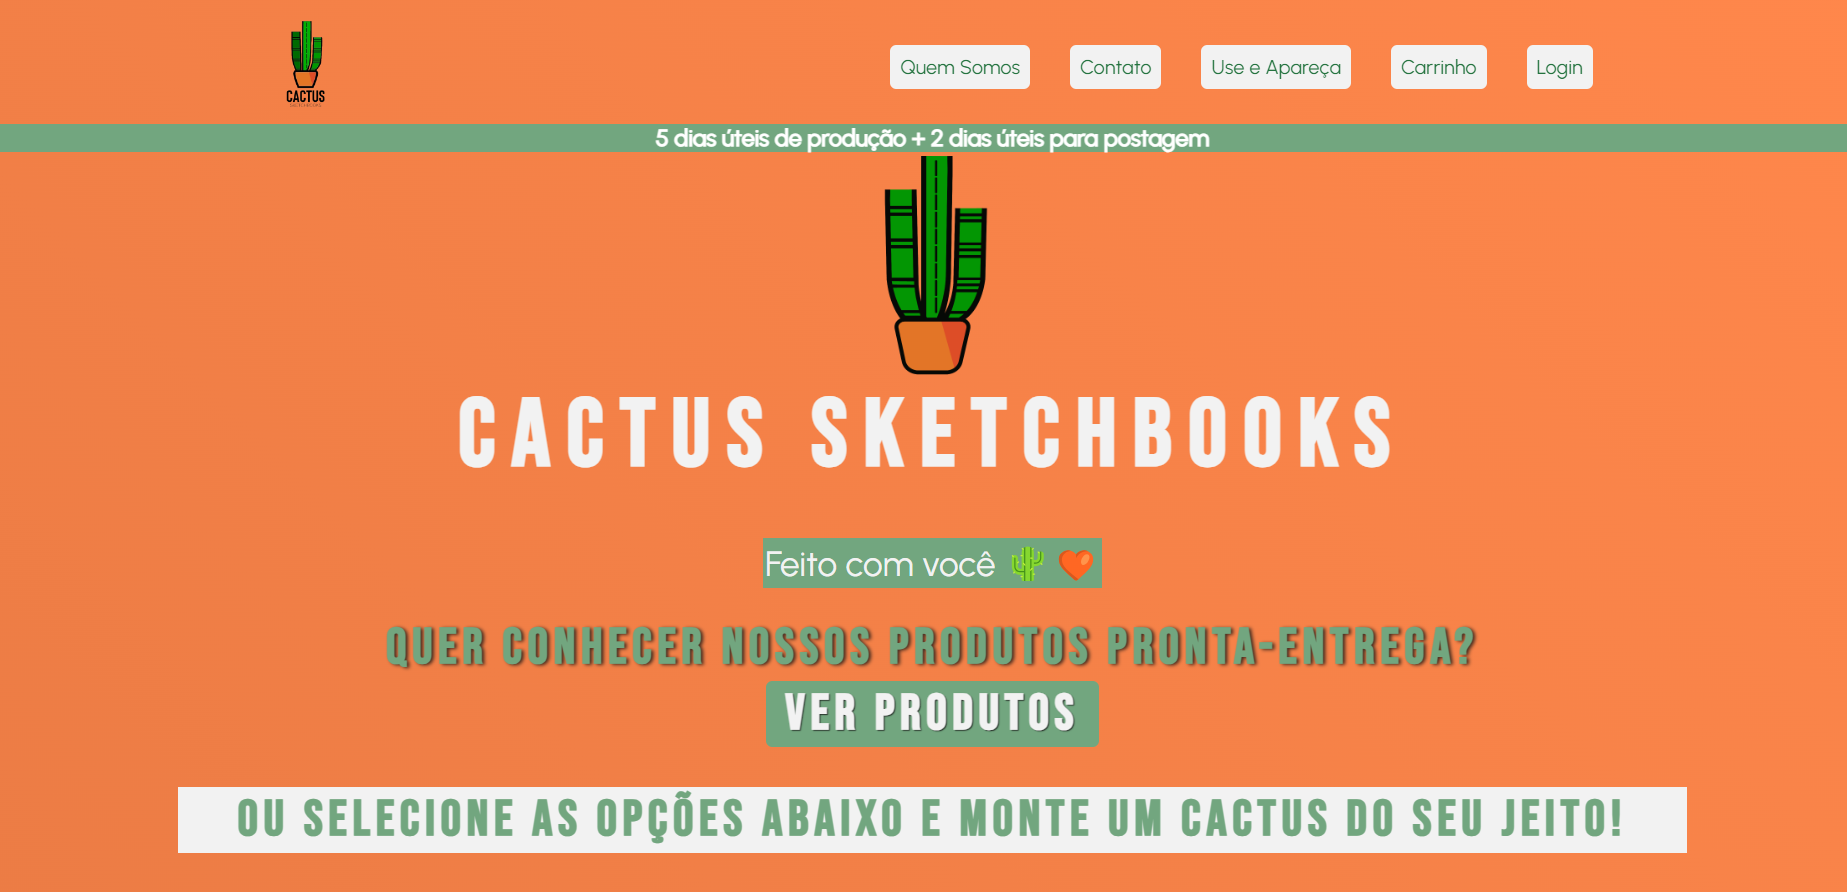 CACTUS
Quem Somos
Contato
Use e Apareça
Carrinho
Login
5 dias úteis de produção + 2 dias úteis para postagem
CACTUS SKETCHBOOKS
Feito com você 🌵 🧡
QUER CONHECER NOSSOS PRODUTOS PRONTA-ENTREGA?
VER PRODUTOS
OU SELECIONE AS OPÇÕES ABAIXO E MONTE UM CACTUS DO SEU JEITO!